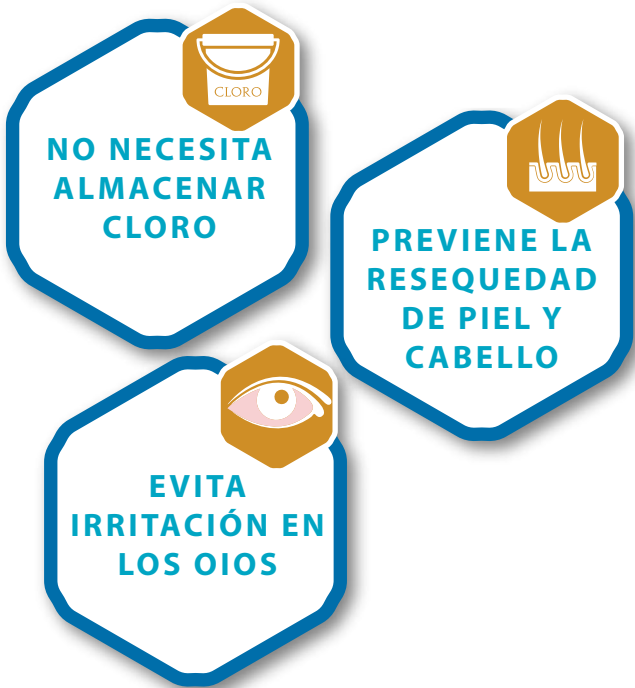 CLORO
NO NECESITA
ALMACENAR
CLORO
PREVIENE LA
RESEQUEDAD
DE PIEL Y
CABELLO
EVITA
IRRITACIÓN EN
LOS OIOS